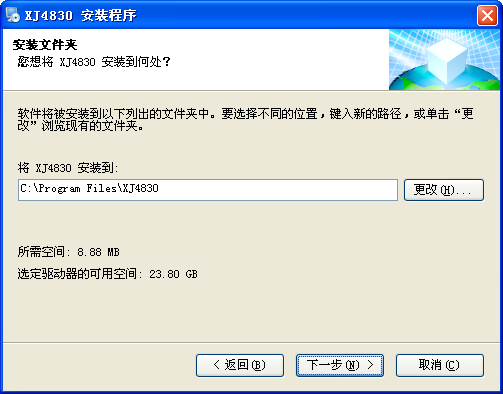 XJ4830 安装程序
安装文件夹
您想将 XJ4830 安装到何处?
软件将被安装到以下列出的文件夹中。要选择不同的位置，键入新的路径，或单击“更
改”浏览现有的文件夹。
将 XJ4830 安装到:
C:\Program Files\XJ4830
更改(H)...
所需空间: 8.88 MB
选定驱动器的可用空间: 23.80 GB
< 返回(B)
下一步(N) >
取消(C)